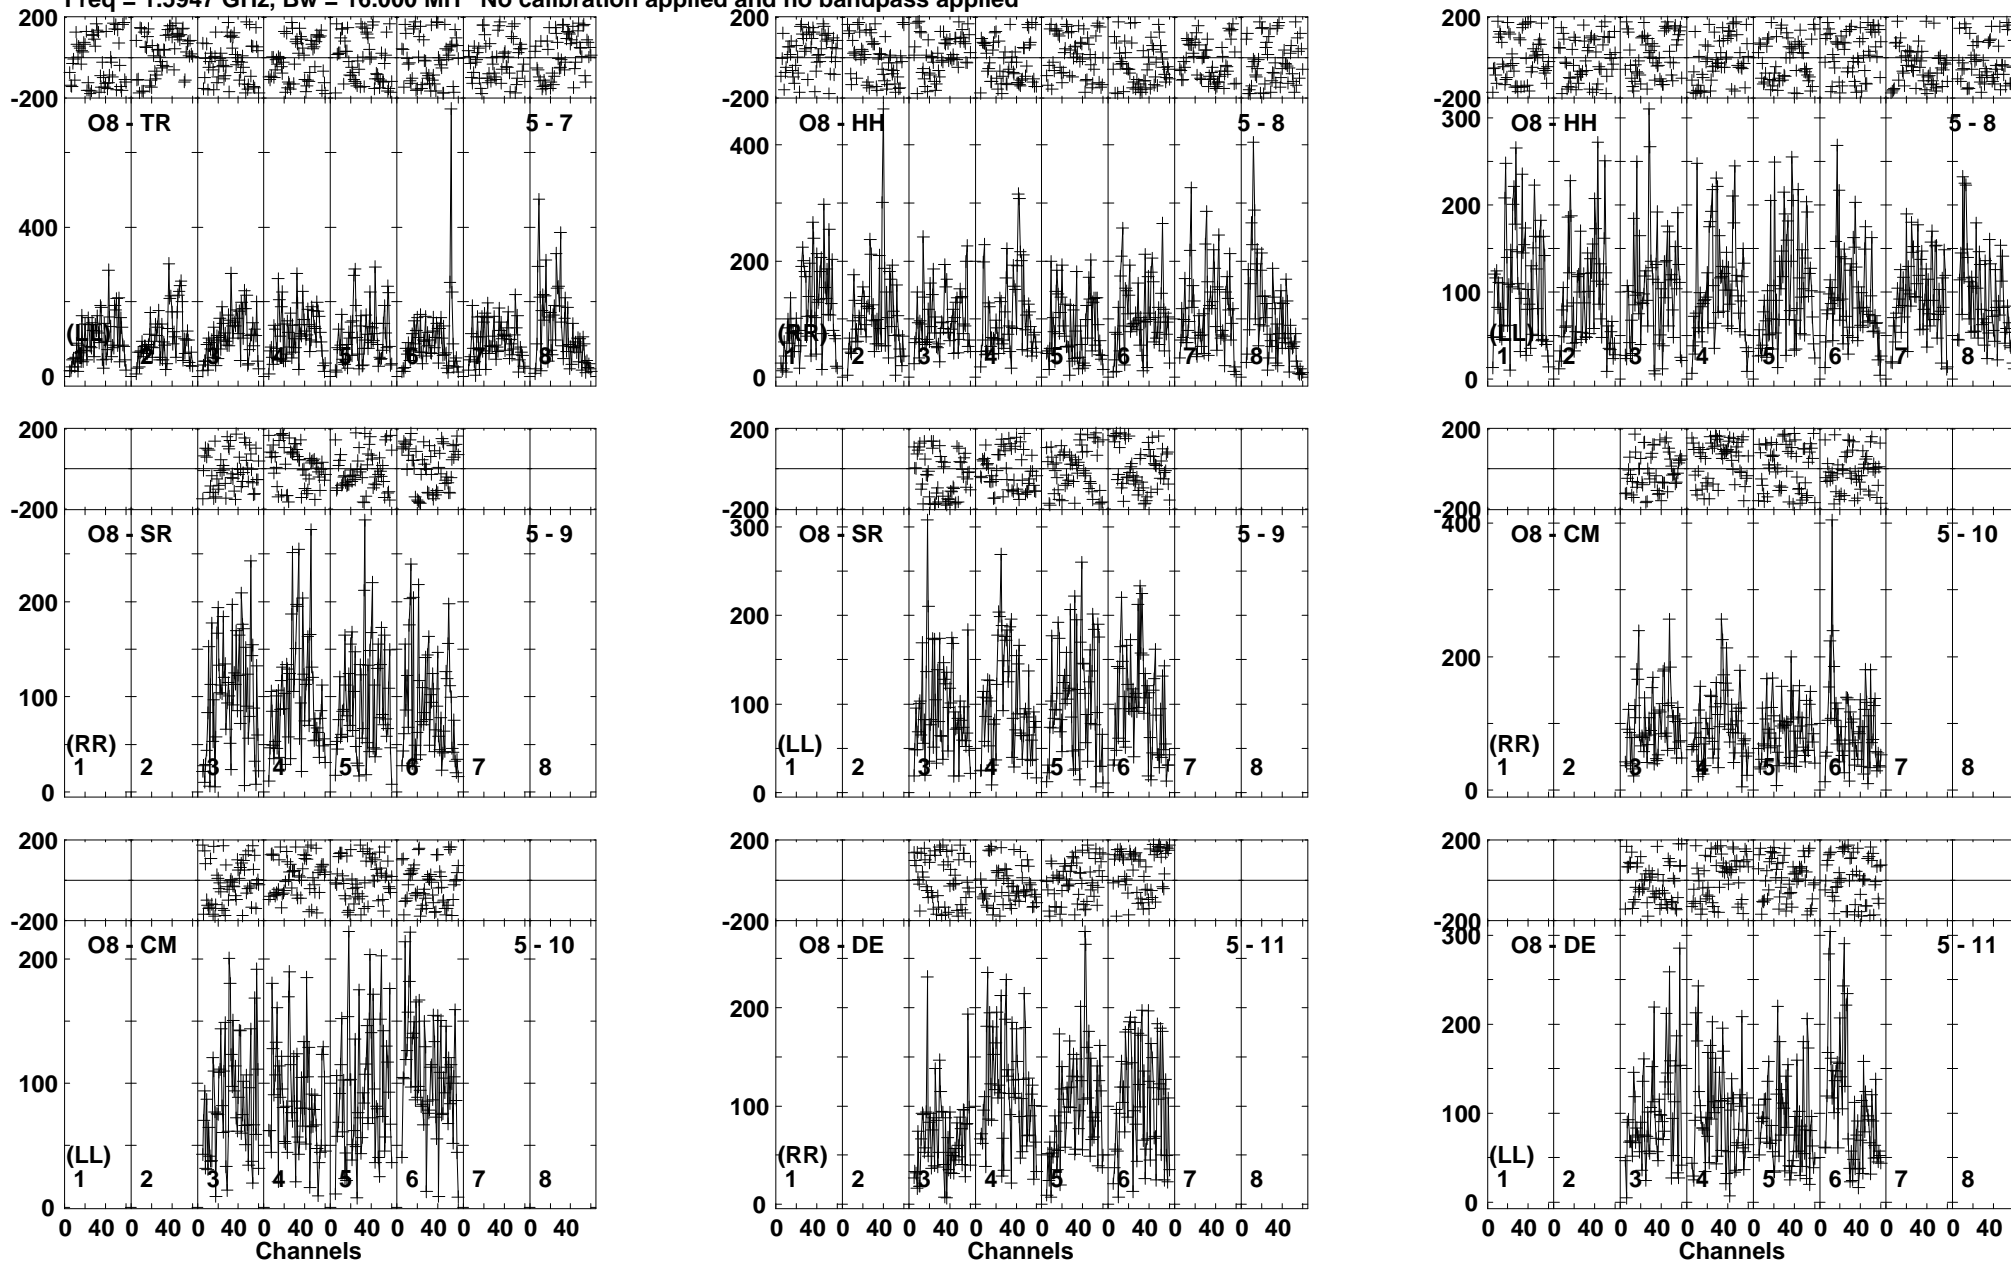 Freq = 1.5947 GHz, Bw = 16.000 MH No calibration applied and no bandpass applied
200 200 200
-200 -200 -200
O8 - TR 5 - 7 O8 - HH 5 - 8 O8 - HH 5 - 8
400 400 300
200 200
100
(LL) (RR) (LL)
1 2 3 4 5 6 7 8 1 2 3 4 5 6 7 8 1 2 3 4 5 6 7 8
0 0 0
200 200 200
-200 -200 -200
O8 - SR 5 - 9 O8 - SR 5 - 9 O8 - CM 5 - 10
300 400
200 200 200
100 100
(RR) (LL) (RR)
1 2 3 4 5 6 7 8 1 2 3 4 5 6 7 8 1 2 3 4 5 6 7 8
0 0 0
200 200 200
-200 -200 -200
O8 - CM 5 - 10 O8 - DE 5 - 11 O8 - DE 5 - 11
300
200 200 200
100 100 100
(LL) (RR) (LL)
1 2 3 4 5 6 7 8 1 2 3 4 5 6 7 8 1 2 3 4 5 6 7 8
0 0 0
0 40 0 40 0 40 0 40 0 40 0 40 0 40 0 40 0 40 0 40 0 40 0 40 0 40 0 40 0 40 0 40 0 40 0 40 0 40 0 40 0 40 0 40 0 40 0 40
Channels Channels Channels